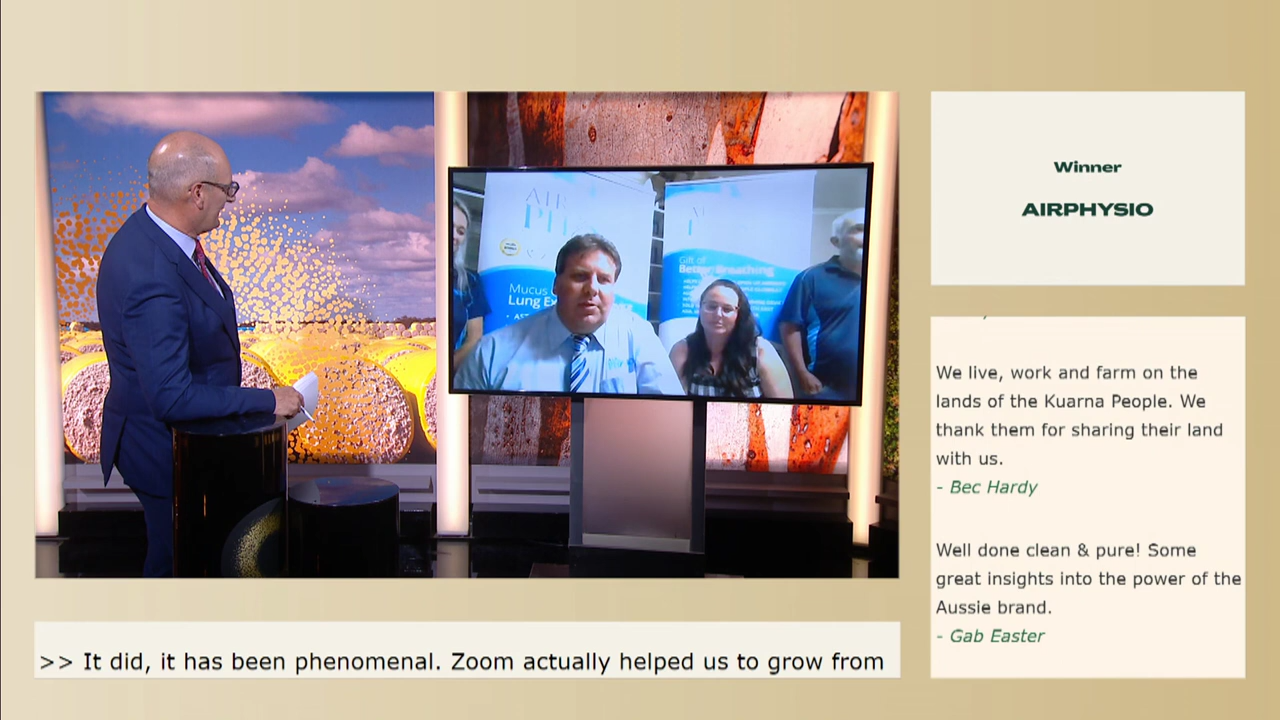 AIR
Mucus
Lung Ex
Gift of
Better Breathing
>> It did, it has been phenomenal. Zoom actually helped us to grow from
Winner
AIRPHYSIO
We live, work and farm on the
lands of the Kuarna People. We
thank them for sharing their land
with us.
- Bec Hardy
Well done clean & pure! Some
great insights into the power of the
Aussie brand.
- Gab Easter